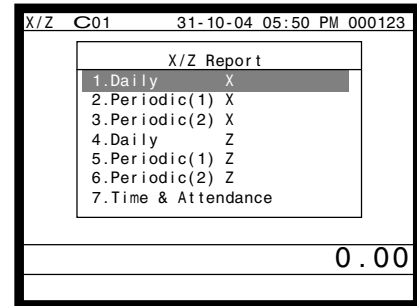 X/Z C01 31-10-04 05:50 PM 000123
X/Z Report
1.Daily X
2.Periodic(1) X
3.Periodic(2) X
4.Daily Z
5.Periodic(1) Z
6.Periodic(2) Z
7.Time & Attendance
0.00